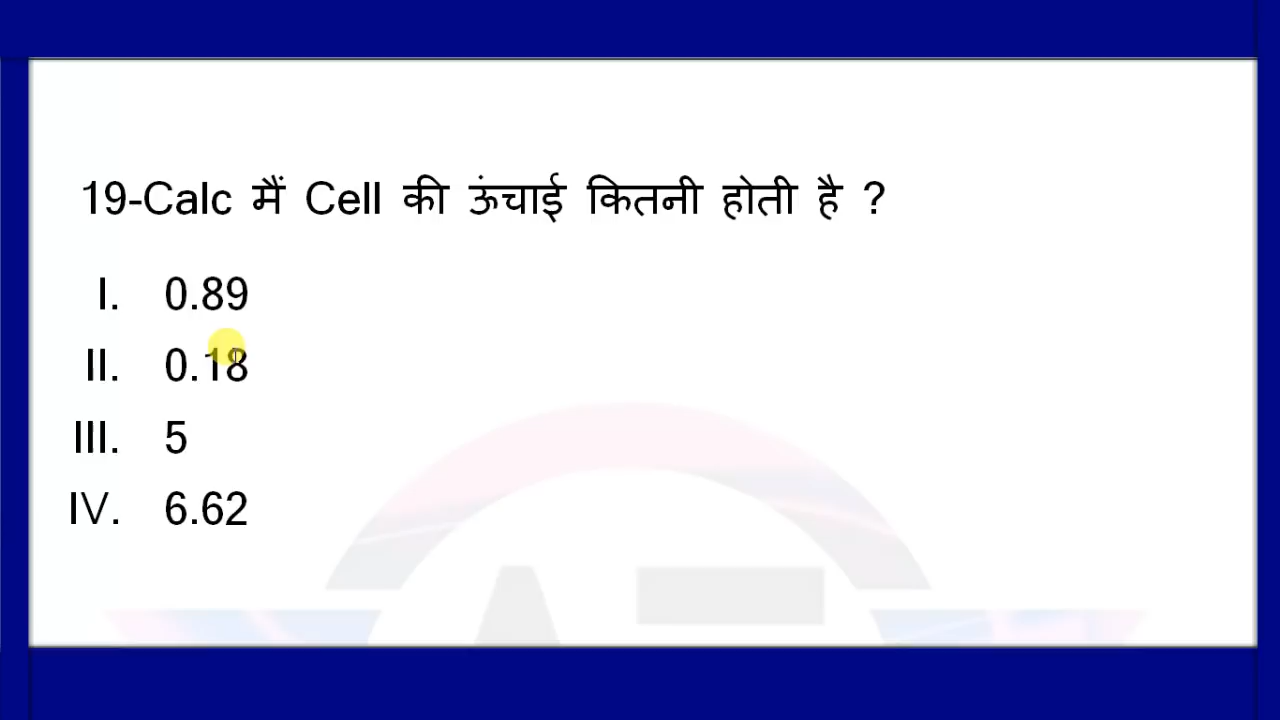 19-Calc मैं Cell की ऊंचाई कितनी होती है ?
I. 0.89
II. 0.18
III. 5
IV. 6.62